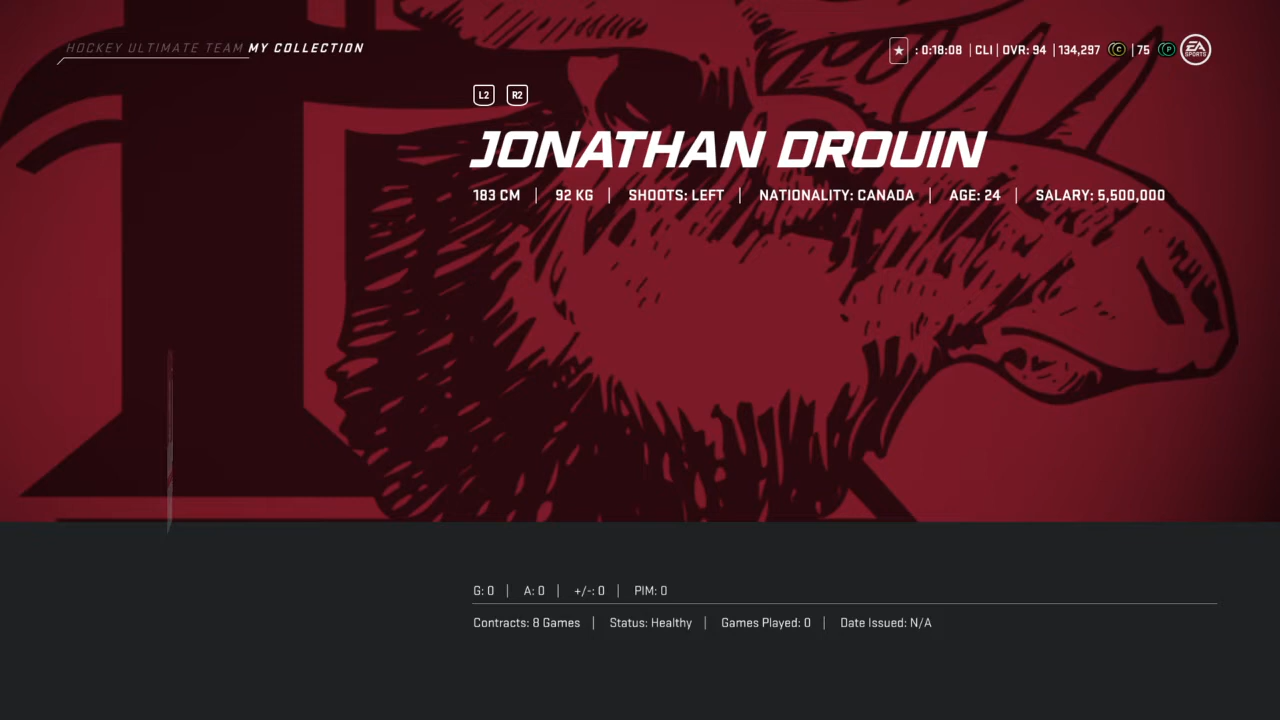 HOCKEY ULTIMATE TEAM MY COLLECTION
★ : 0:18:08 | CLI | OVR: 94 | 134,297 C | 75 P EA SPORTS
L2 R2
JONATHAN DROUIN
183 CM | 92 KG | SHOOTS: LEFT | NATIONALITY: CANADA | AGE: 24 | SALARY: 5,500,000
G: 0 | A: 0 | +/-: 0 | PIM: 0
Contracts: 8 Games | Status: Healthy | Games Played: 0 | Date Issued: N/A